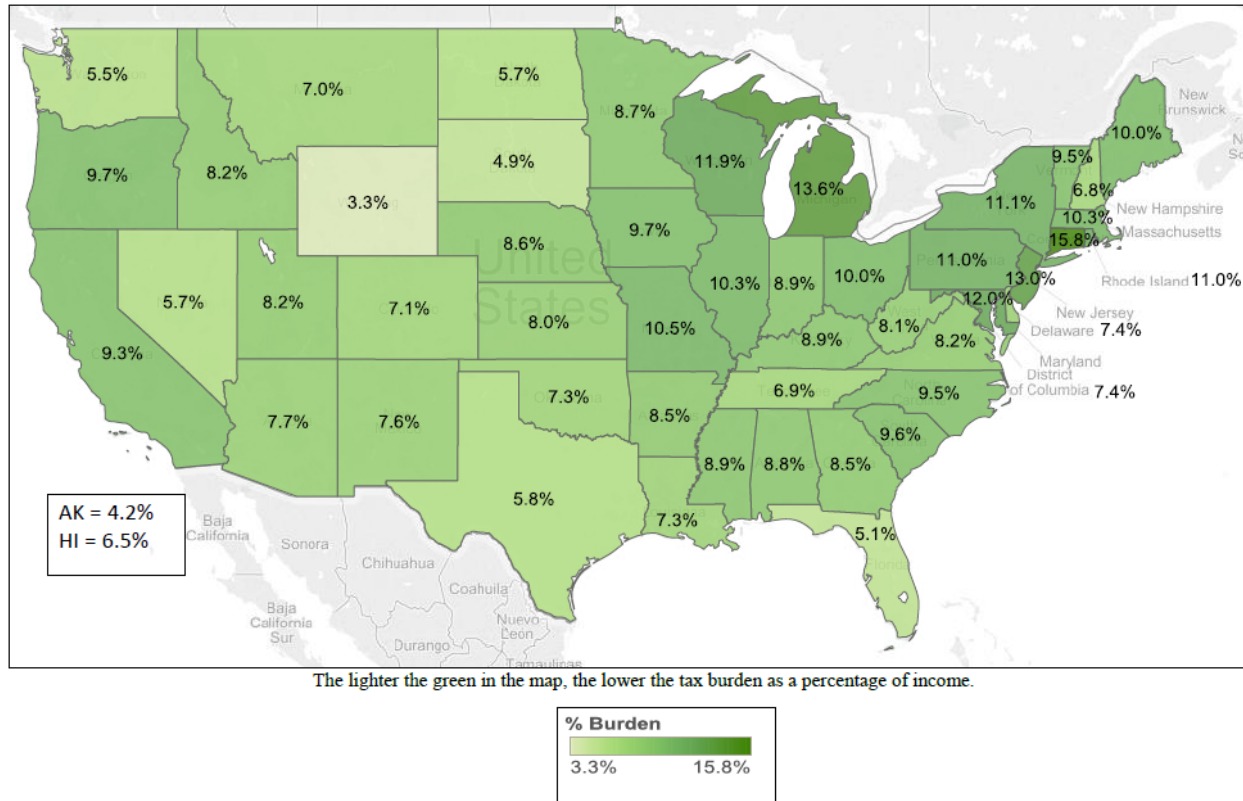 5.5%
7.0%
5.7%
8.7%
New
Brunswick
10.0%
9.7%
8.2%
3.3%
4.9%
11.9%
13.6%
9.5%
6.8%
11.1%
New Hampshire
10.3%
Massachusetts
15.8%
8.6%
9.7%
United
States
5.7%
8.2%
7.1%
8.0%
10.3%
8.9%
10.0%
11.0%
13.0%
Rhode Island 11.0%
12.0%
New Jersey
Delaware 7.4%
9.3%
10.5%
8.9%
8.1%
8.2%
Maryland
District
of Columbia 7.4%
7.7%
7.6%
7.3%
8.5%
6.9%
9.5%
9.6%
8.9%
8.8%
8.5%
5.8%
7.3%
5.1%
Florida
AK = 4.2%
HI = 6.5%
Baja
California
Sonora
Chihuahua
Coahuila
Baja
California
Sur
Nuevo
Leon
Durango
Tamaulipas
The lighter the green in the map, the lower the tax burden as a percentage of income.
% Burden
3.3% 15.8%